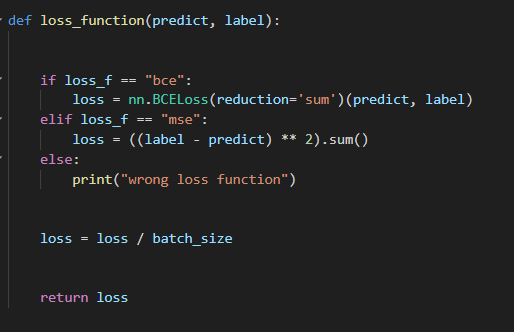 def loss_function(predict, label):
if loss_f == "bce":
loss = nn.BCELoss(reduction='sum')(predict, label)
elif loss_f == "mse":
loss = ((label - predict) ** 2).sum()
else:
print("wrong loss function")
loss = loss / batch_size
return loss